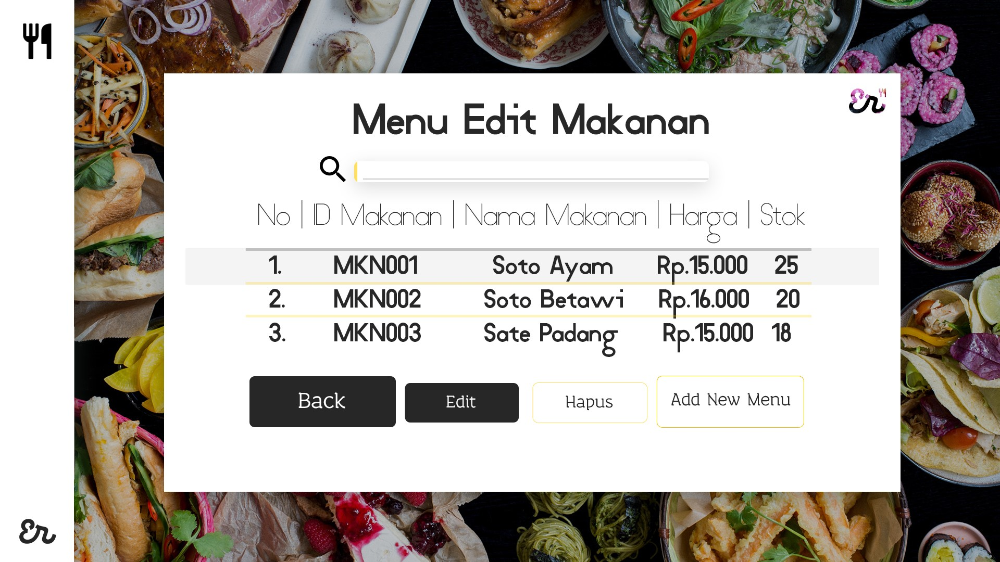 Er
Menu Edit Makanan
No | ID Makanan | Nama Makanan | Harga | Stok
1. MKN001 Soto Ayam Rp.15.000 25
2. MKN002 Soto Betawi Rp.16.000 20
3. MKN003 Sate Padang Rp.15.000 18
Back Edit Hapus Add New Menu
Er